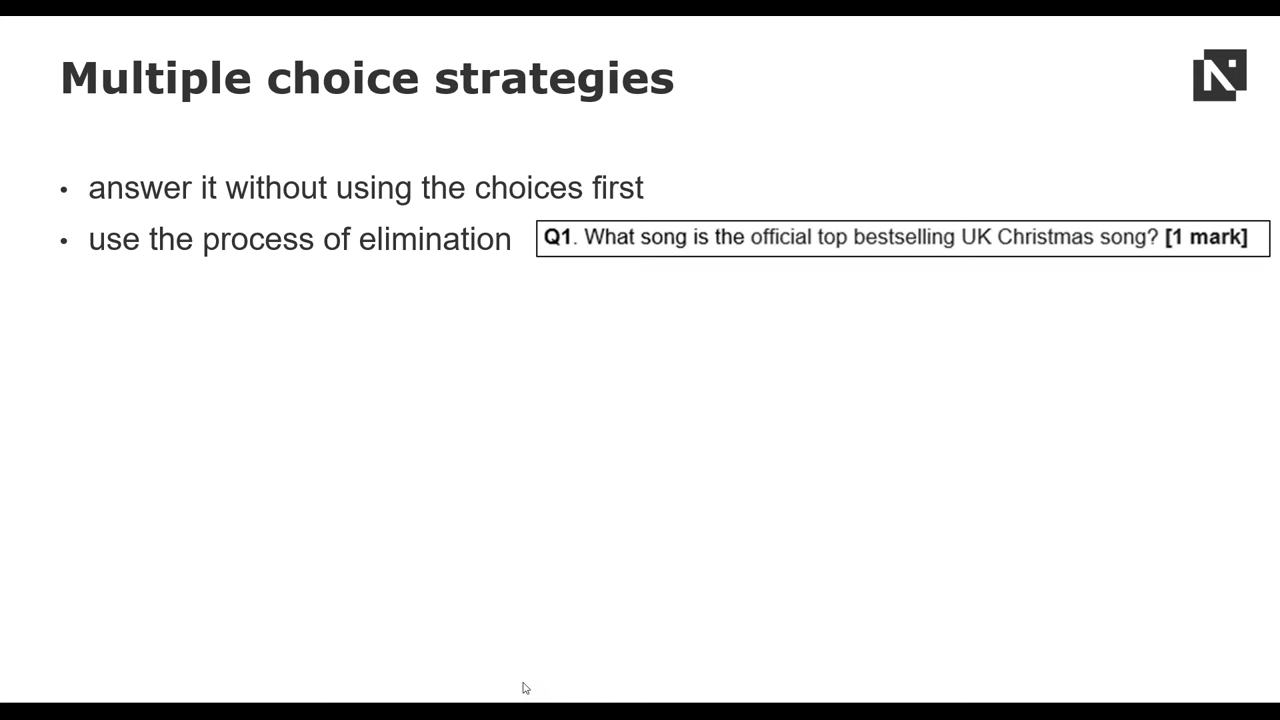 Multiple choice strategies
• answer it without using the choices first
• use the process of elimination
Q1. What song is the official top bestselling UK Christmas song? [1 mark]